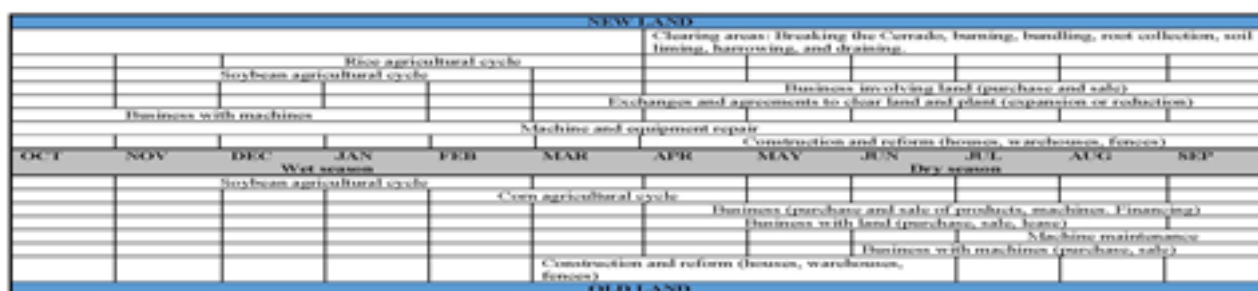 NEW LAND
Clearing areas: Breaking the Cerrado, burning, bundling, root collection, soil
liming, harrowing, and draining.
Rice agricultural cycle
Soybean agricultural cycle
Business involving land (purchase and sale)
Exchanges and agreements to clear land and plant (expansion or reduction)
Business with machines
Machine and equipment repair
Construction and reform (houses, warehouses, fences)
OCT NOV DEC JAN FEB MAR APR MAY JUN JUL AUG SEP
Wet season Dry season
Soybean agricultural cycle
Corn agricultural cycle
Business (purchase and sale of products, machines. Financing)
Business with land (purchase, sale, lease)
Machine maintenance
Business with machines (purchase, sale)
Construction and reform (houses, warehouses,
fences)
OLD LAND